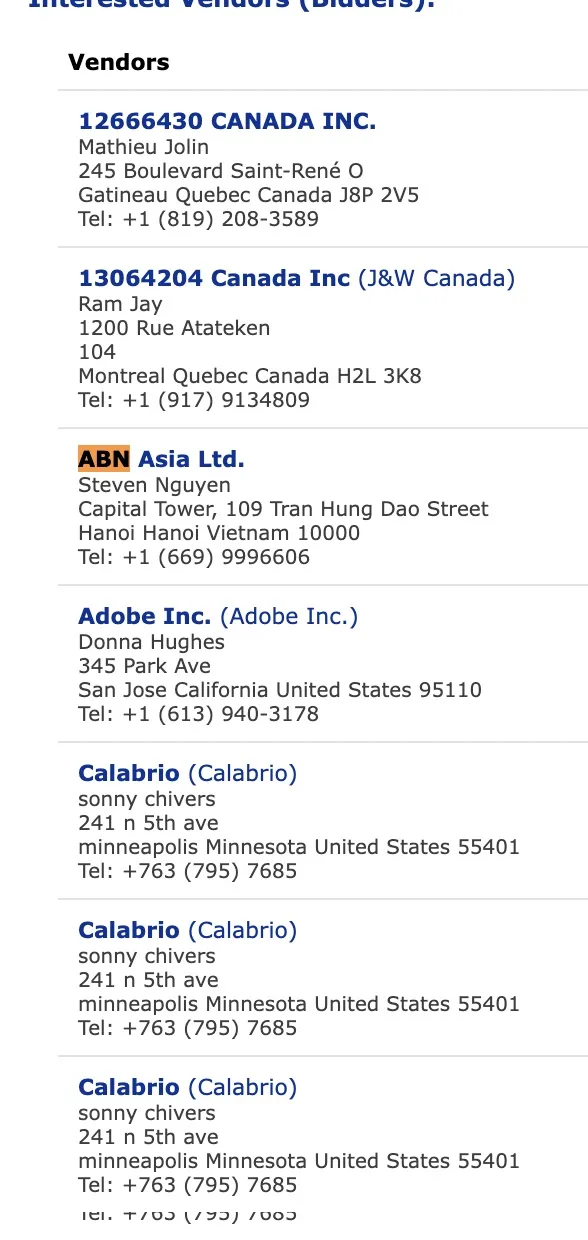 Interested Vendors (Bidders):
Vendors
12666430 CANADA INC.
Mathieu Jolin
245 Boulevard Saint-René O
Gatineau Quebec Canada J8P 2V5
Tel: +1 (819) 208-3589
13064204 Canada Inc (J&W Canada)
Ram Jay
1200 Rue Atateken
104
Montreal Quebec Canada H2L 3K8
Tel: +1 (917) 9134809
ABN Asia Ltd.
Steven Nguyen
Capital Tower, 109 Tran Hung Dao Street
Hanoi Hanoi Vietnam 10000
Tel: +1 (669) 9996606
Adobe Inc. (Adobe Inc.)
Donna Hughes
345 Park Ave
San Jose California United States 95110
Tel: +1 (613) 940-3178
Calabrio (Calabrio)
sonny chivers
241 n 5th ave
minneapolis Minnesota United States 55401
Tel: +763 (795) 7685
Calabrio (Calabrio)
sonny chivers
241 n 5th ave
minneapolis Minnesota United States 55401
Tel: +763 (795) 7685
Calabrio (Calabrio)
sonny chivers
241 n 5th ave
minneapolis Minnesota United States 55401
Tel: +763 (795) 7685
Tel: +763 (795) 7685